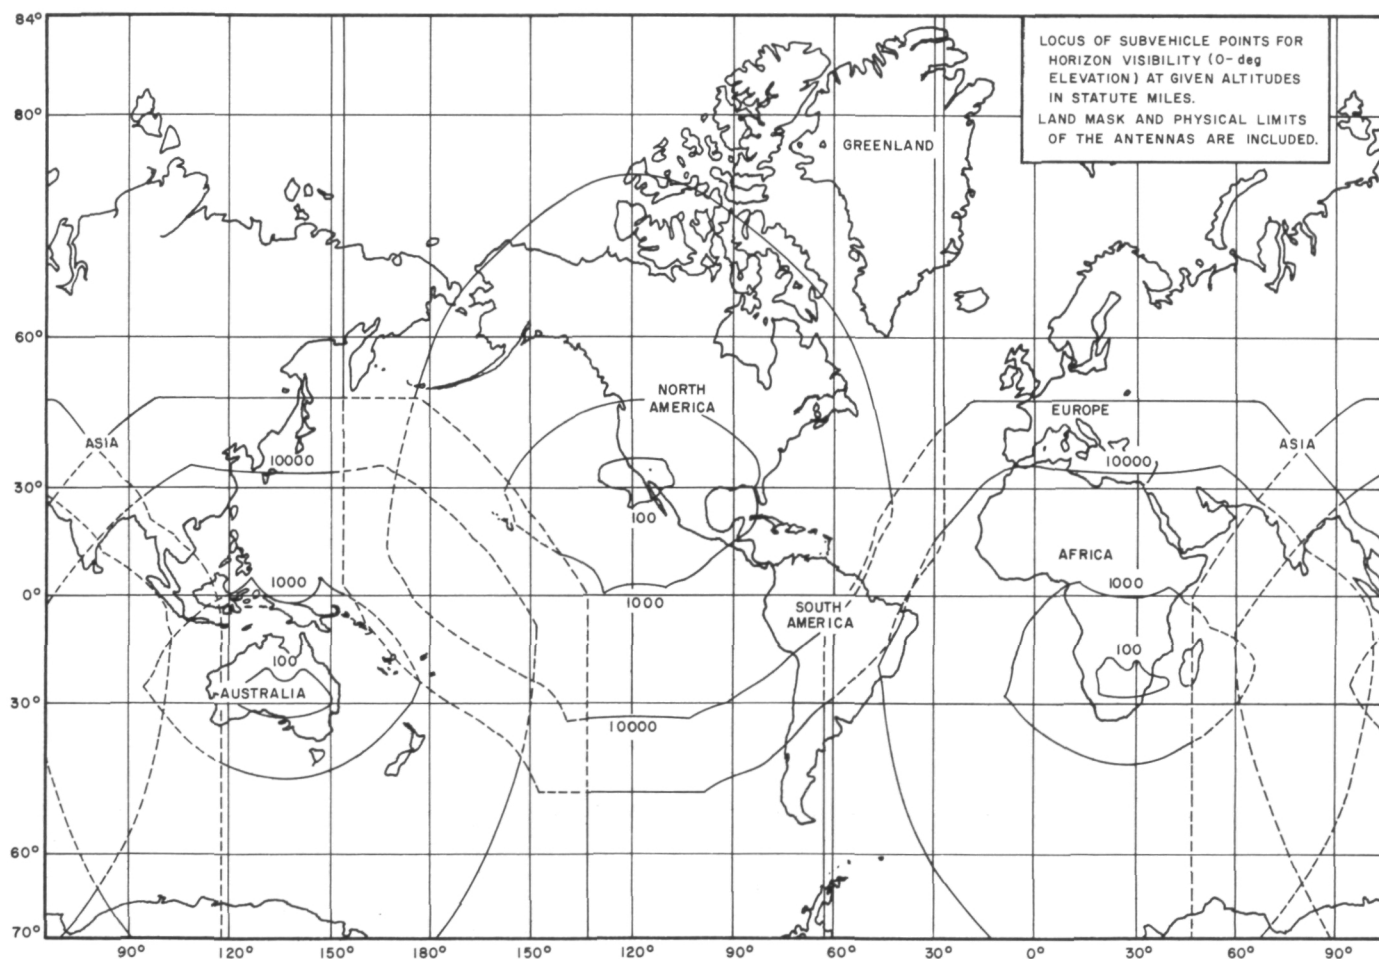 84°
LOCUS OF SUBVEHICLE POINTS FOR
HORIZON VISIBILITY (0-deg
ELEVATION) AT GIVEN ALTITUDES
IN STATUTE MILES.
LAND MASK AND PHYSICAL LIMITS
OF THE ANTENNAS ARE INCLUDED.
80°
GREENLAND
60°
NORTH
AMERICA
EUROPE
ASIA
ASIA
10000
10000
30°
100
AFRICA
1000
1000
0°
1000
SOUTH
AMERICA
100
100
AUSTRALIA
30°
10000
60°
70°
90° 120° 150° 180° 150° 120° 90° 60° 30° 0° 30° 60° 90°